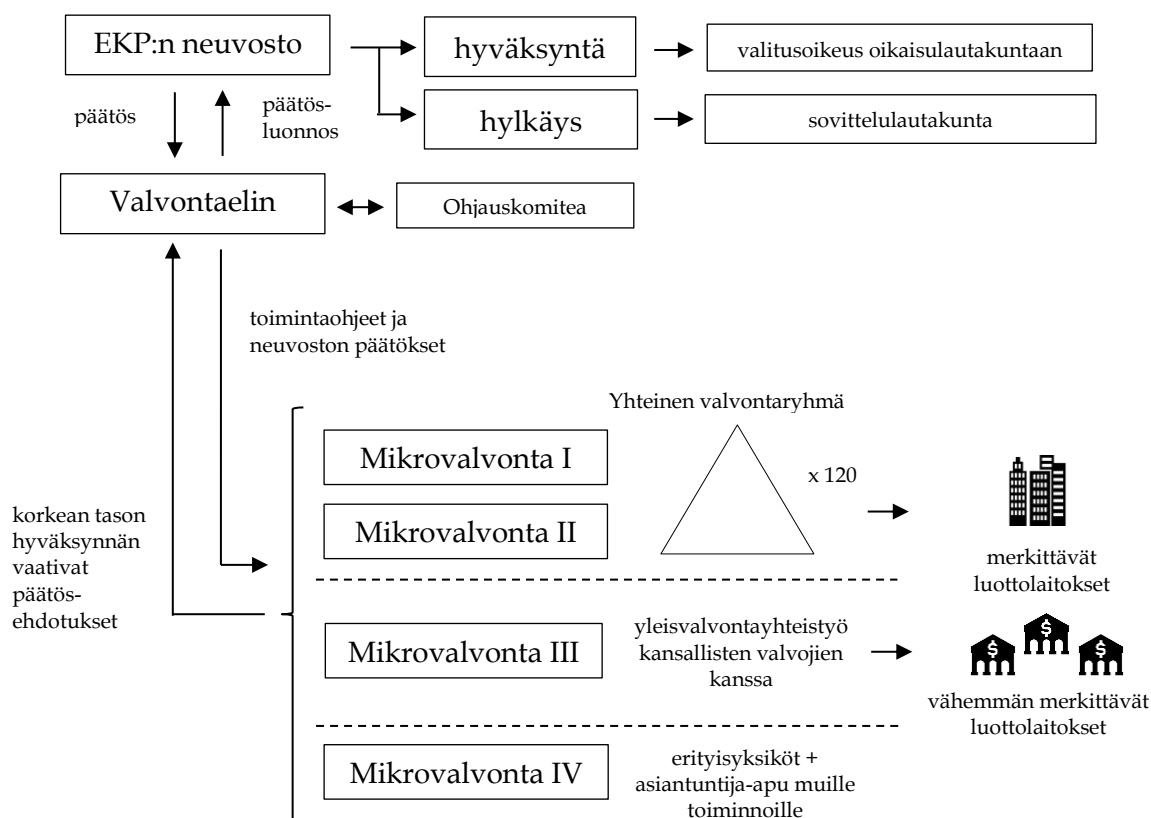 EKP:n neuvosto
hyväksyntä
valitusoikeus oikaisulautakuntaan
päätös
päätös-
luonnos
hylkäys
sovittelulautakunta
Valvontaelin
Ohjauskomitea
toimintaohjeet ja
neuvoston päätökset
korkean tason
hyväksynnän
vaativat
päätös-
ehdotukset
Yhteinen valvontaryhmä
Mikrovalvonta I
x 120
Mikrovalvonta II
merkittävät
luottolaitokset
Mikrovalvonta III
yleisvalvontayhteistyö
kansallisten valvojien
kanssa
$
$
$
vähemmän merkittävät
luottolaitokset
Mikrovalvonta IV
erityisyksiköt +
asiantuntija-apu muille
toiminnoille